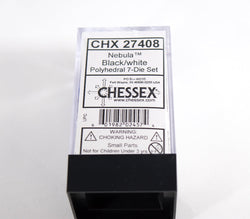 CHX 27408
Nebula™
Black/white
Polyhedral 7-Die Set
CHESSEX
WARNING:
CHOKING HAZARD
Small Parts
Not for Children Under 3 yrs